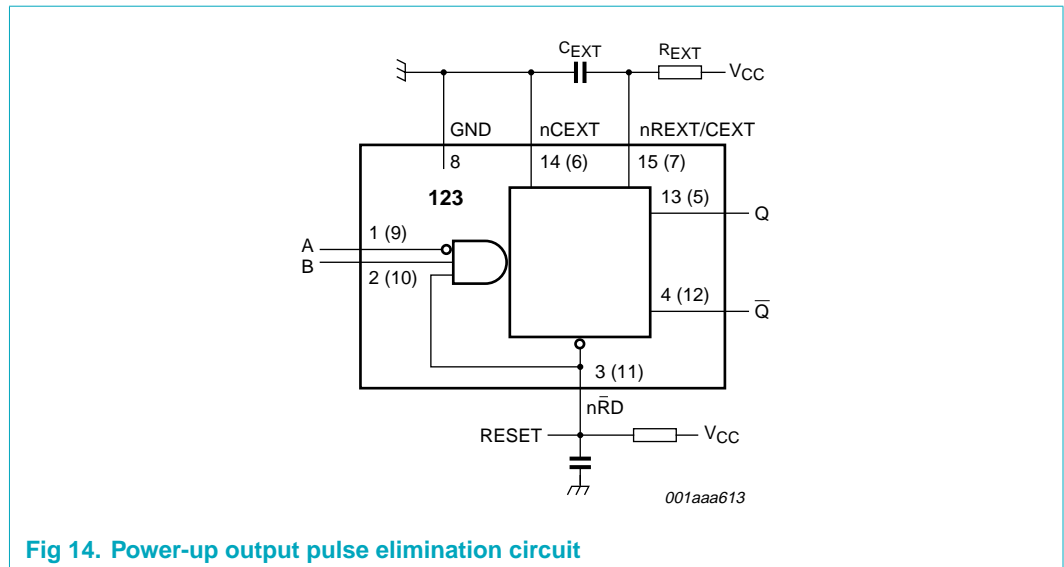 CEXT
REXT
VCC
GND
nCEXT
nREXT/CEXT
8
14 (6)
15 (7)
123
13 (5)
Q
A
1 (9)
B
2 (10)
4 (12)
Q̅
3 (11)
nR̅D
RESET
VCC
001aaa613
Fig 14. Power-up output pulse elimination circuit